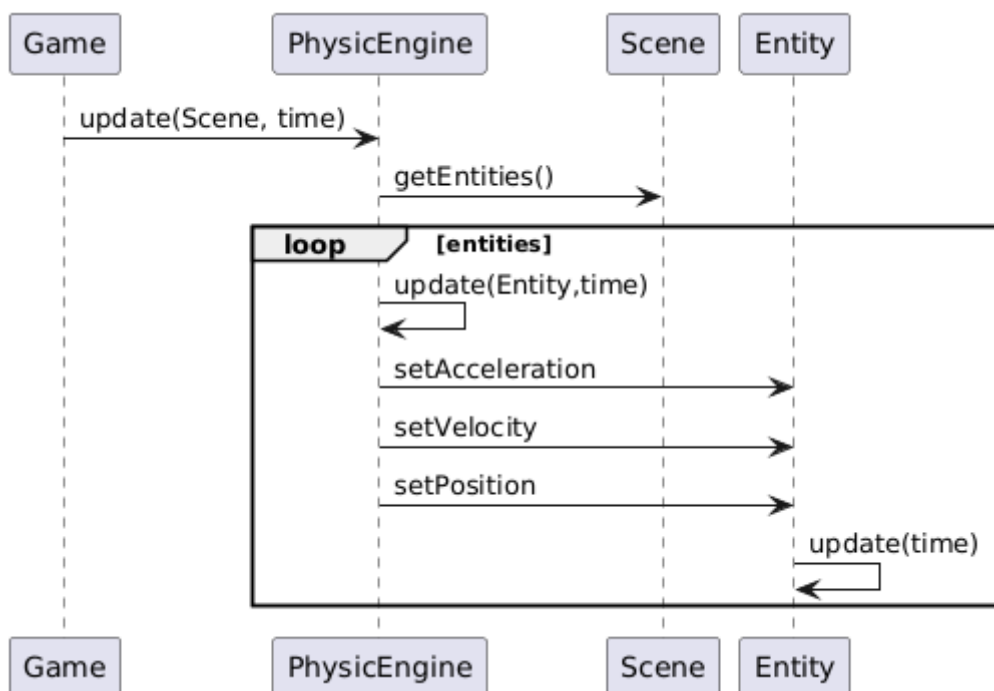 Game PhysicEngine Scene Entity
update(Scene, time)
getEntities()
loop [entities]
update(Entity,time)
setAcceleration
setVelocity
setPosition
update(time)
Game PhysicEngine Scene Entity